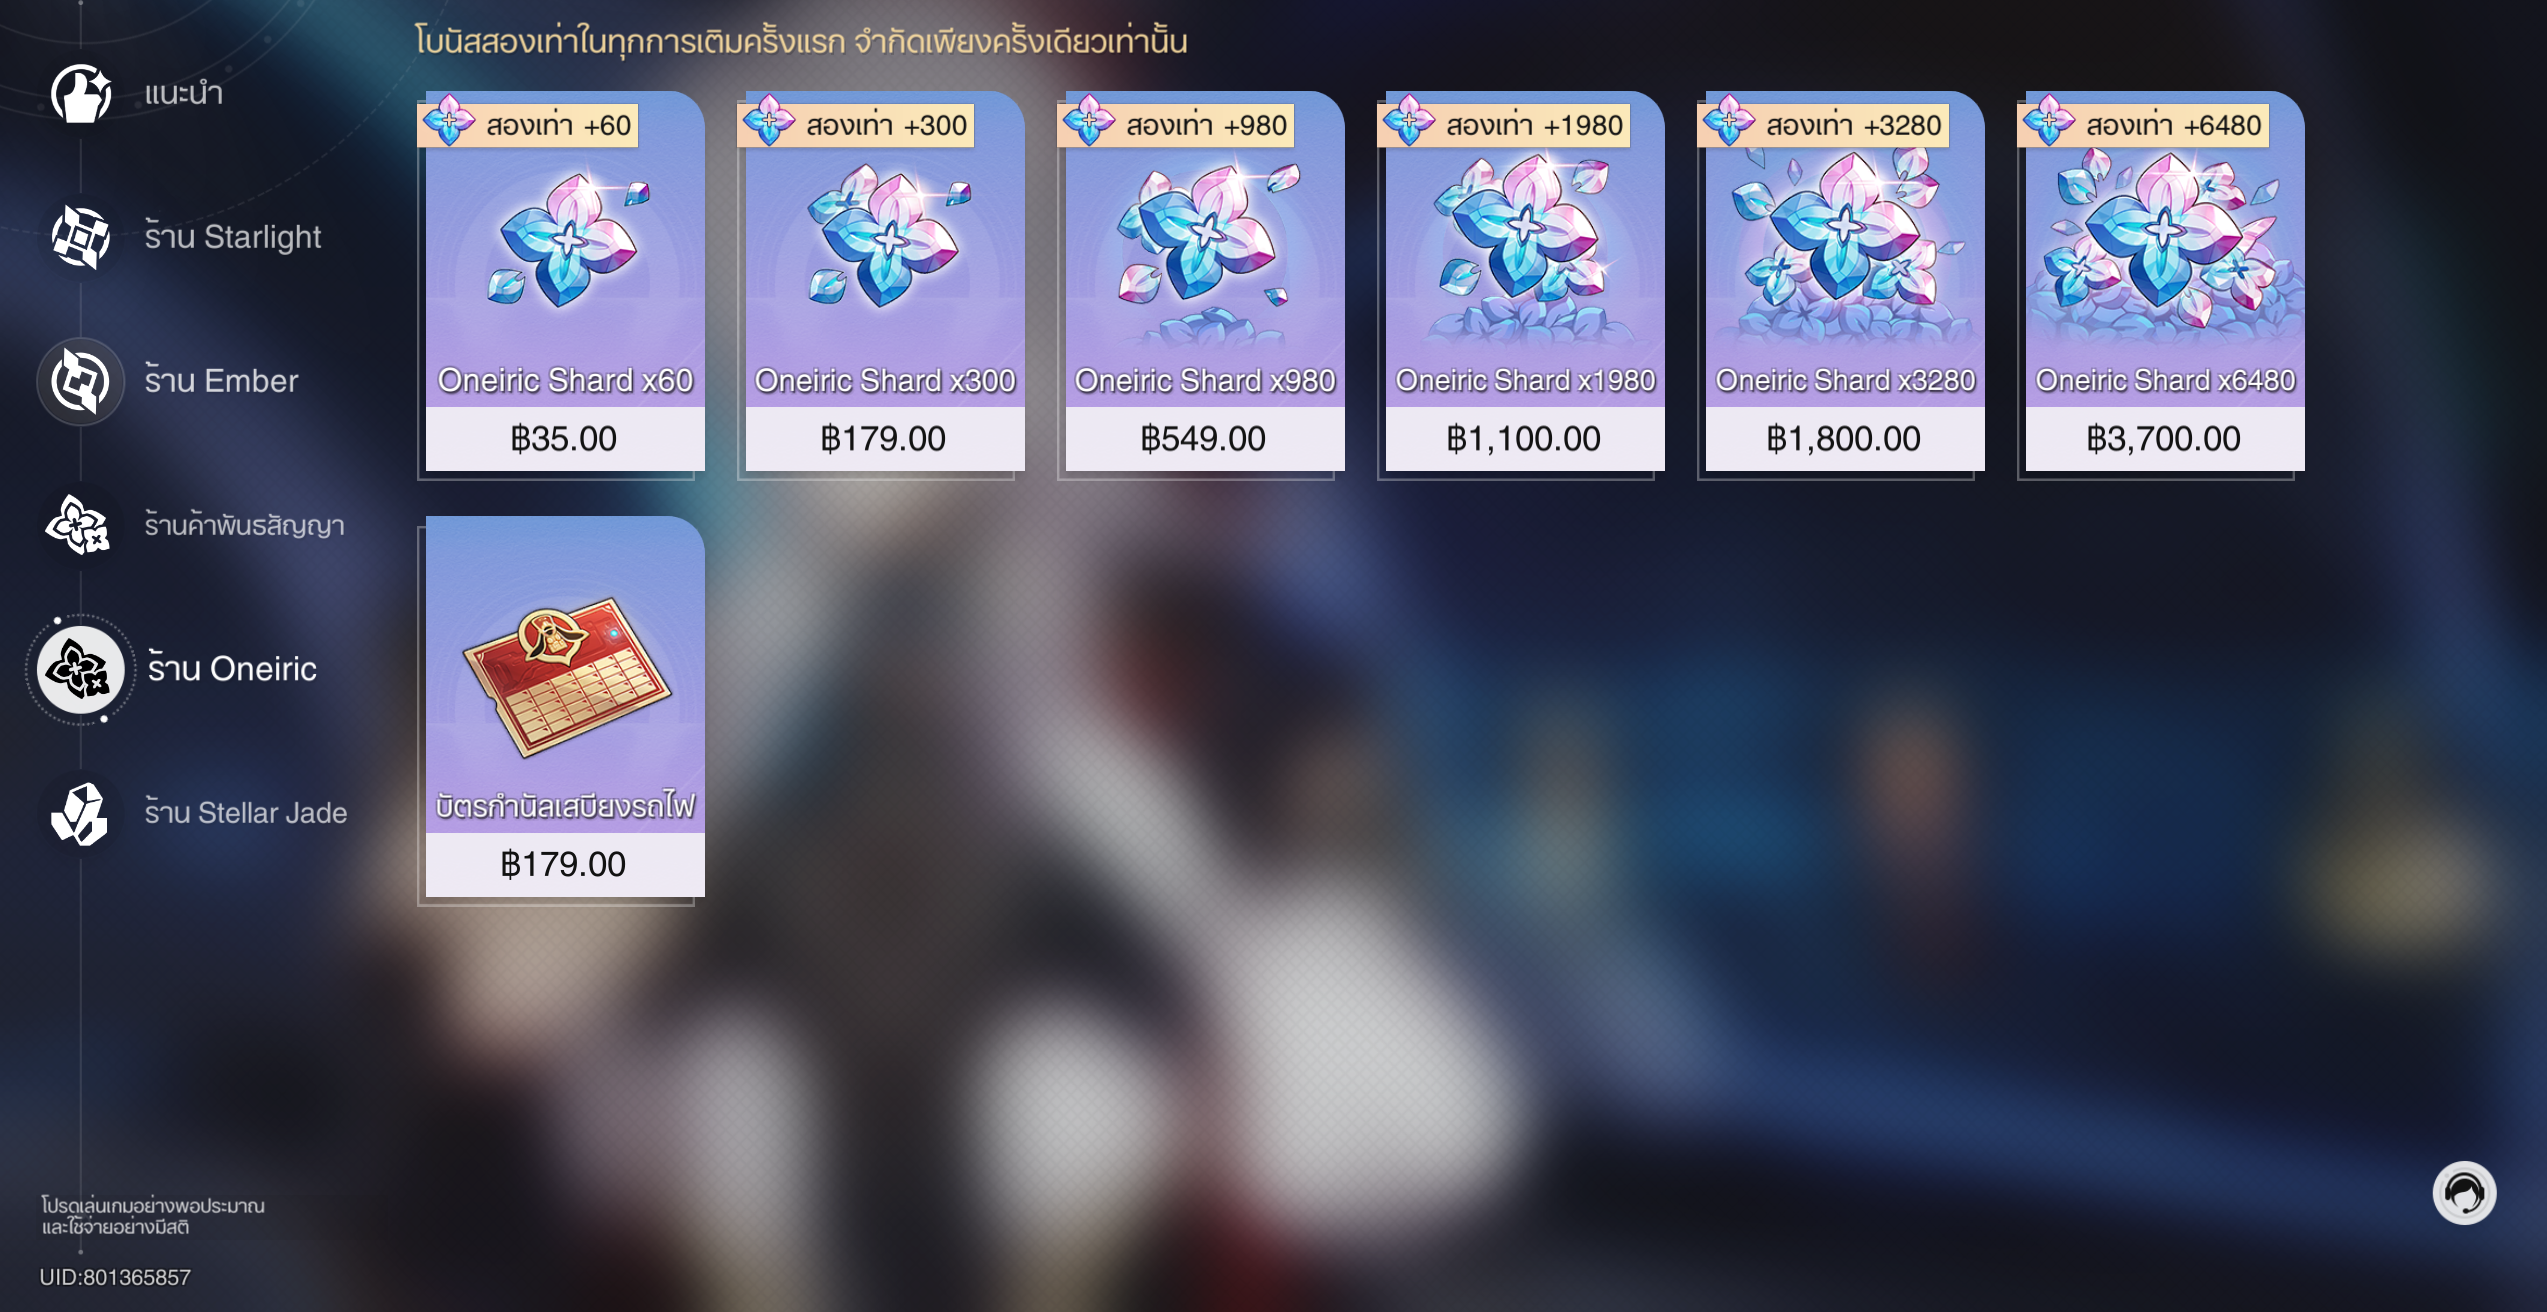 โบนัสสองเท่าในทุกการเติมครั้งแรก จำกัดเพียงครั้งเดียวเท่านั้น
แนะนำ
ร้าน Starlight
ร้าน Ember
ร้านค้าพันธสัญญา
ร้าน Oneiric
ร้าน Stellar Jade
สองเท่า +60
Oneiric Shard x60
฿35.00
สองเท่า +300
Oneiric Shard x300
฿179.00
สองเท่า +980
Oneiric Shard x980
฿549.00
สองเท่า +1980
Oneiric Shard x1980
฿1,100.00
สองเท่า +3280
Oneiric Shard x3280
฿1,800.00
สองเท่า +6480
Oneiric Shard x6480
฿3,700.00
บัตรกำนัลเสบียงรถไฟ
฿179.00
โปรดเล่นเกมอย่างพอประมาณ
และใช้จ่ายอย่างมีสติ
UID:801365857